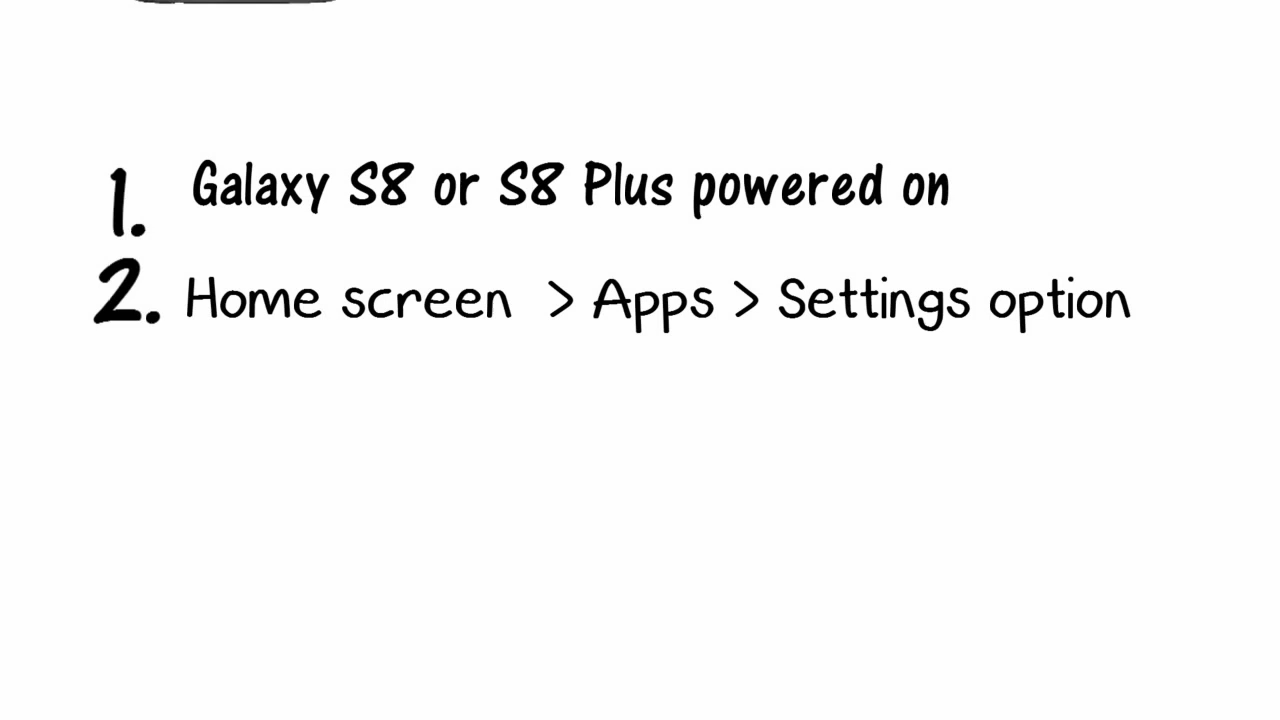 1. Galaxy S8 or S8 Plus powered on
2. Home screen > Apps > Settings option